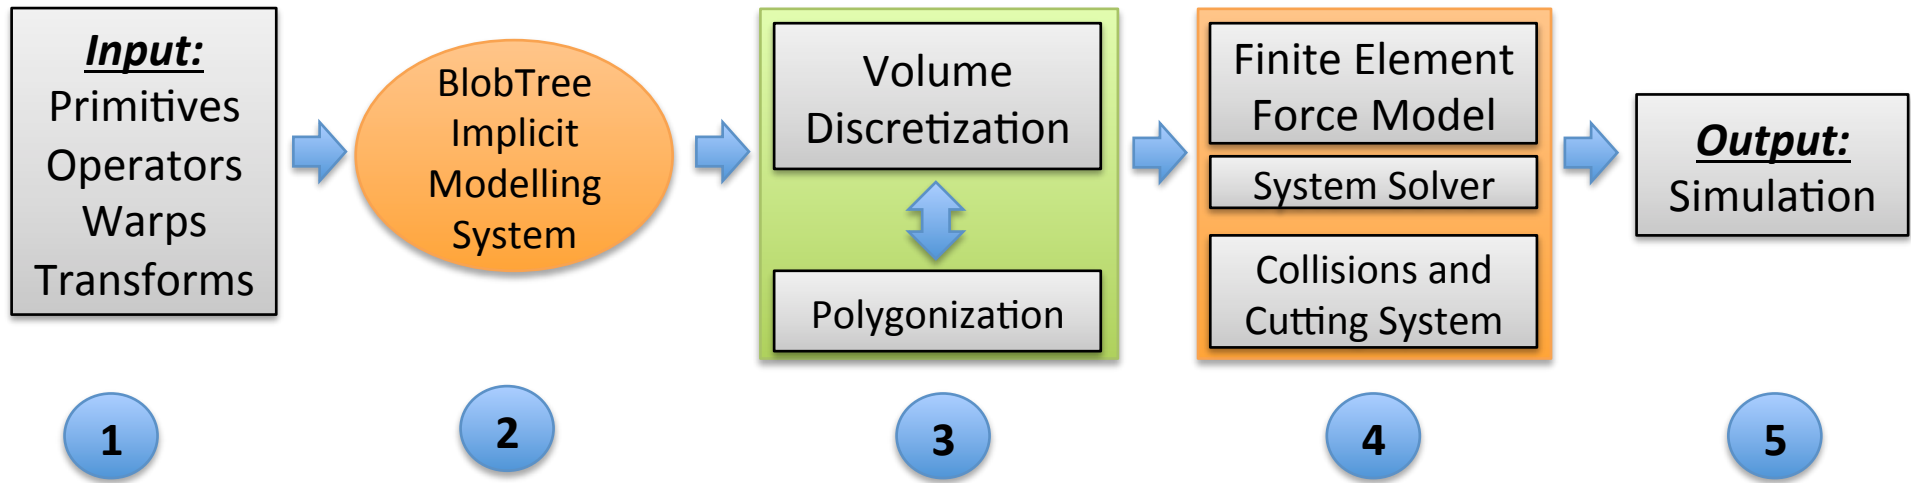 Input:
Primitives
Operators
Warps
Transforms
BlobTree
Implicit
Modelling
System
Volume
Discretization
Polygonization
Finite Element
Force Model
System Solver
Collisions and
Cutting System
Output:
Simulation
1
2
3
4
5